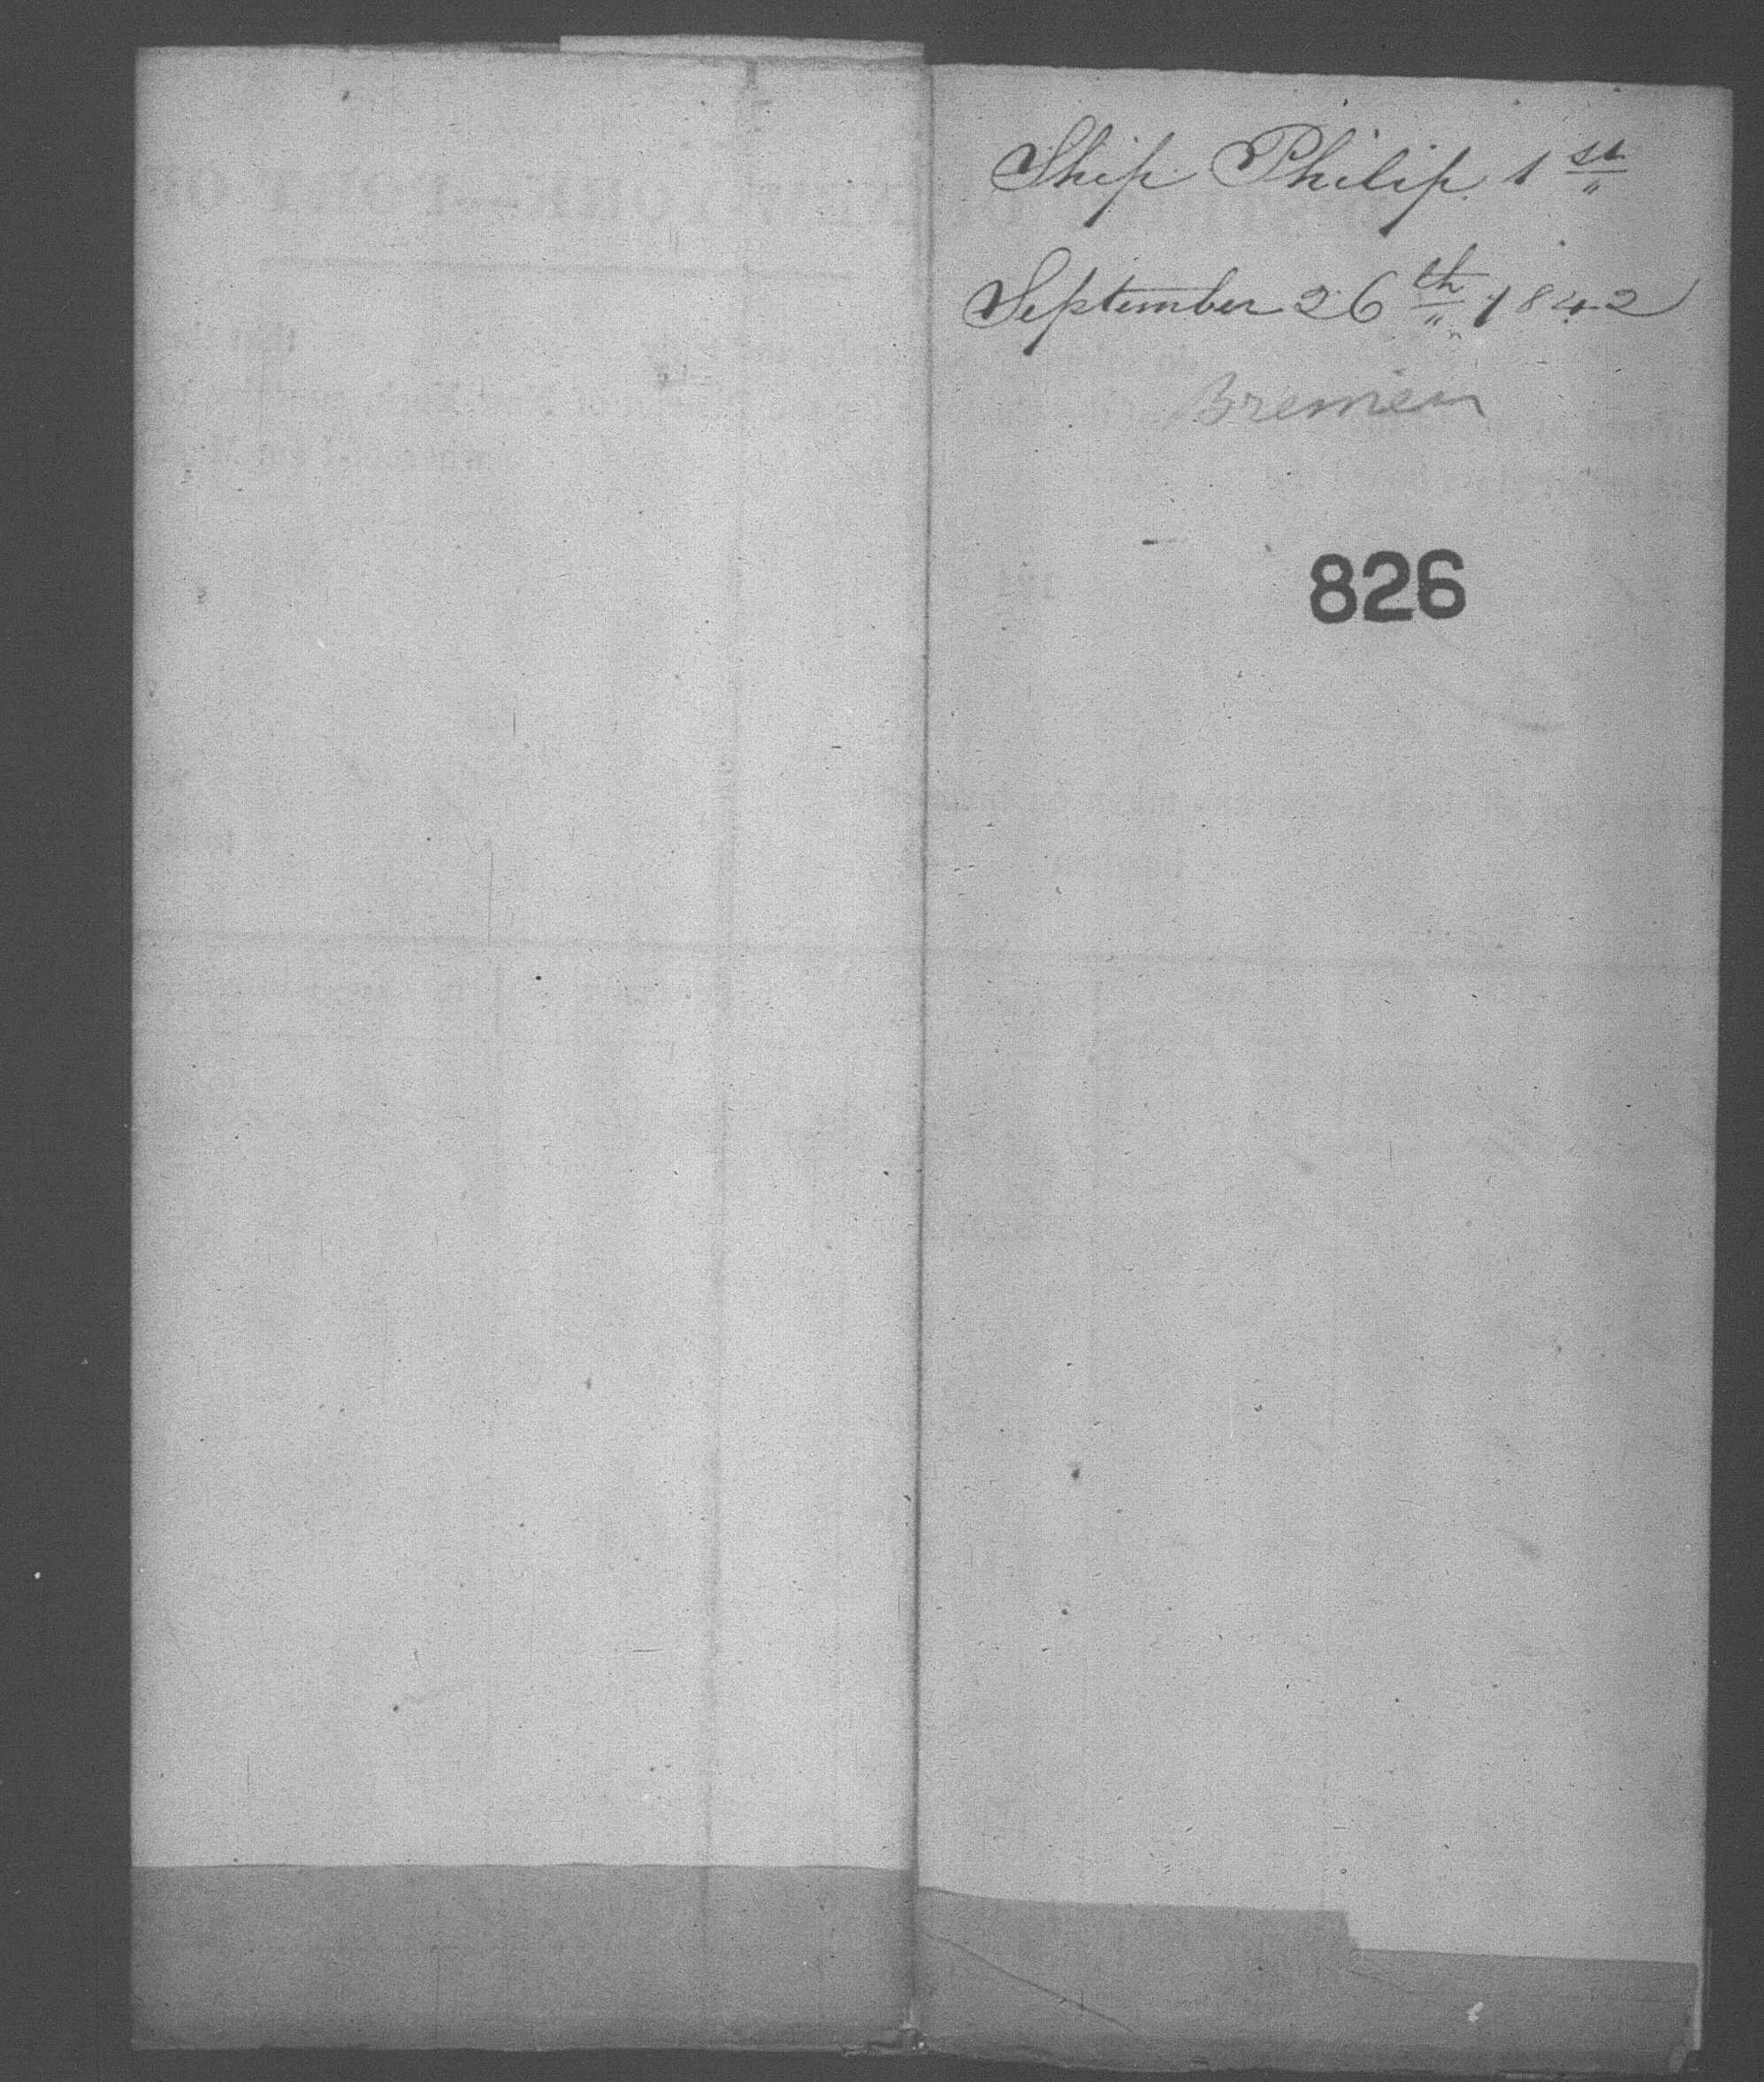 Ship Philip 1st
September 26th 1842
Bremen
826